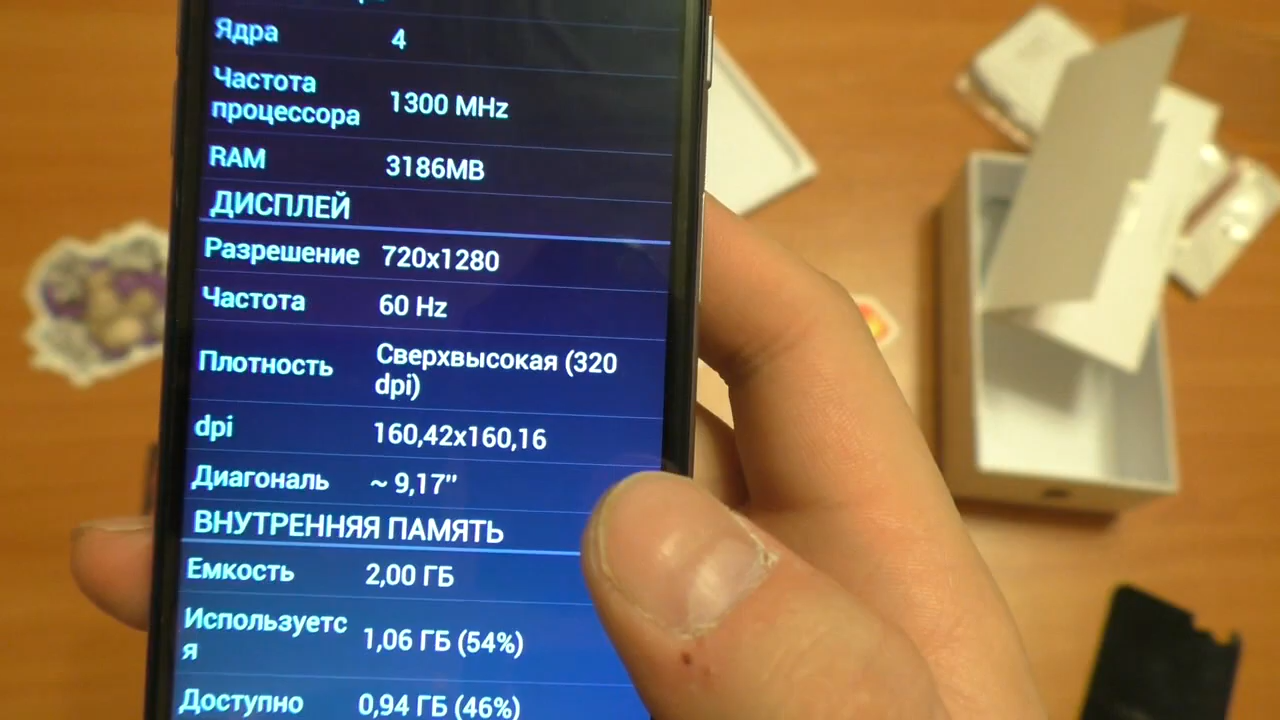 Ядра 4
Частота процессора 1300 MHz
RAM 3186MB
ДИСПЛЕЙ
Разрешение 720x1280
Частота 60 Hz
Плотность Сверхвысокая (320 dpi)
dpi 160,42x160,16
Диагональ ~ 9,17"
ВНУТРЕННЯЯ ПАМЯТЬ
Емкость 2,00 ГБ
Используется 1,06 ГБ (54%)
Доступно 0,94 ГБ (46%)